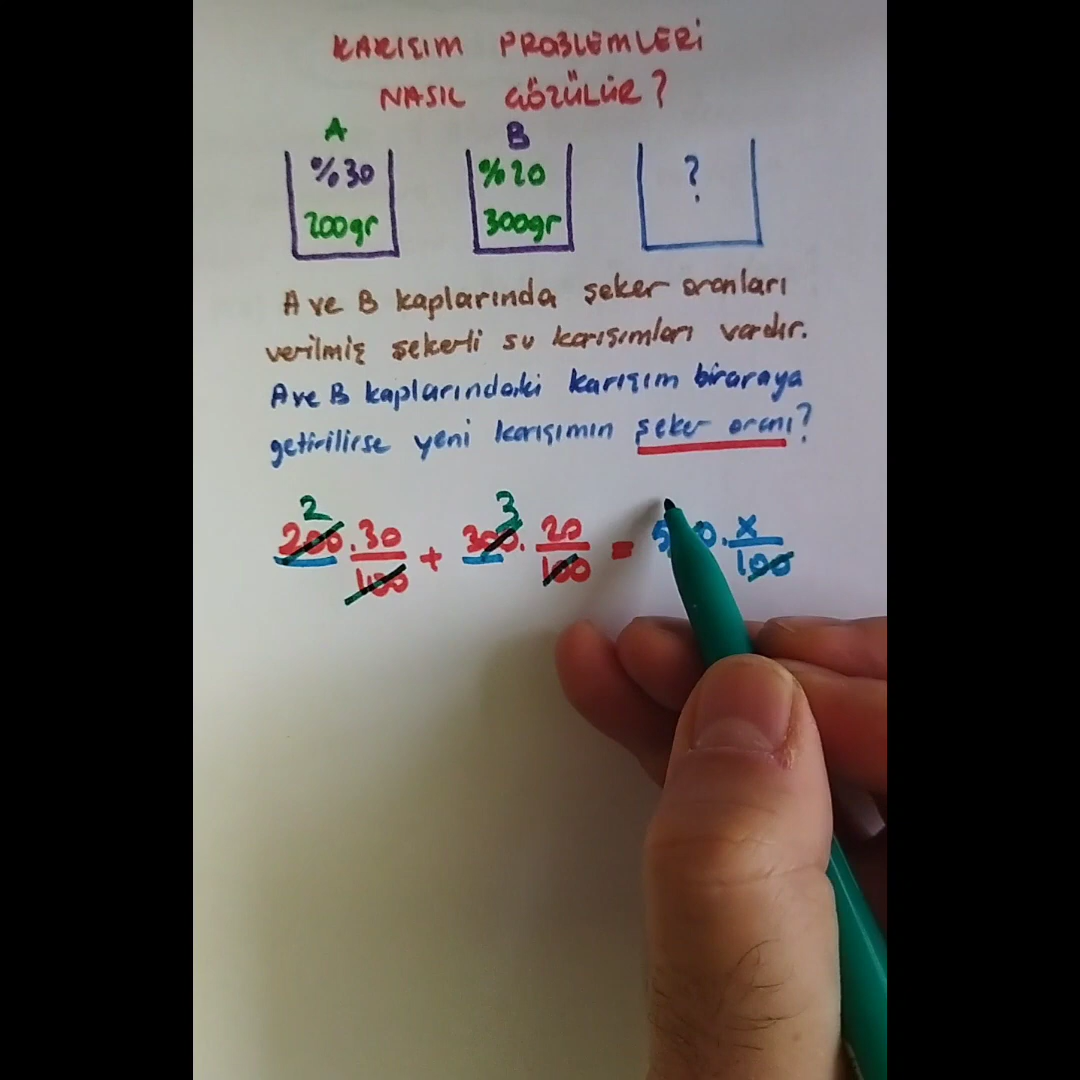 KARIŞIM PROBLEMLERİ
NASIL ÇÖZÜLÜR?
A B
%30 %20 ?
200gr 300gr
A ve B kaplarında şeker oranları
verilmiş şekerli su karışımları vardır.
A ve B kaplarındaki karışım biraraya
getirilirse yeni karışımın şeker oranı?
2 3
200.30/100 + 300.20/100 = .x/100